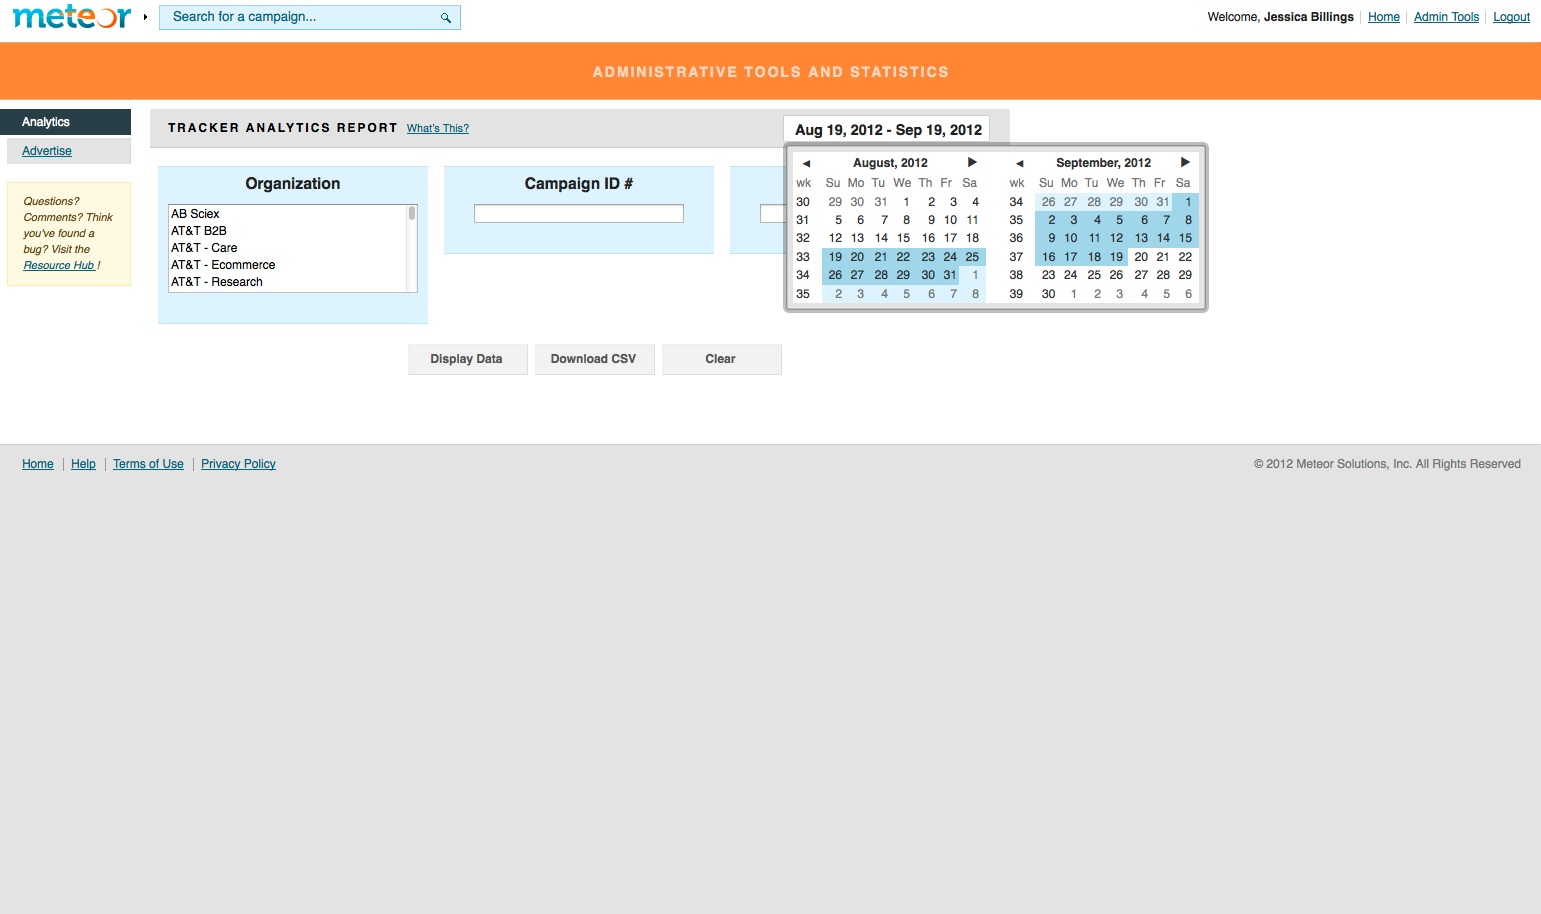 meteor
Search for a campaign...
Welcome, Jessica Billings Home Admin Tools Logout
ADMINISTRATIVE TOOLS AND STATISTICS
Analytics
Advertise
Questions?
Comments? Think
you've found a
bug? Visit the
Resource Hub !
TRACKER ANALYTICS REPORT What's This?
Aug 19, 2012 - Sep 19, 2012
Organization
AB Sciex
AT&T B2B
AT&T - Care
AT&T - Ecommerce
AT&T - Research
Campaign ID #
August, 2012
wk Su Mo Tu We Th Fr Sa
30 29 30 31 1 2 3 4
31 5 6 7 8 9 10 11
32 12 13 14 15 16 17 18
33 19 20 21 22 23 24 25
34 26 27 28 29 30 31 1
35 2 3 4 5 6 7 8
September, 2012
wk Su Mo Tu We Th Fr Sa
34 26 27 28 29 30 31 1
35 2 3 4 5 6 7 8
36 9 10 11 12 13 14 15
37 16 17 18 19 20 21 22
38 23 24 25 26 27 28 29
39 30 1 2 3 4 5 6
Display Data
Download CSV
Clear
Home Help Terms of Use Privacy Policy
© 2012 Meteor Solutions, Inc. All Rights Reserved